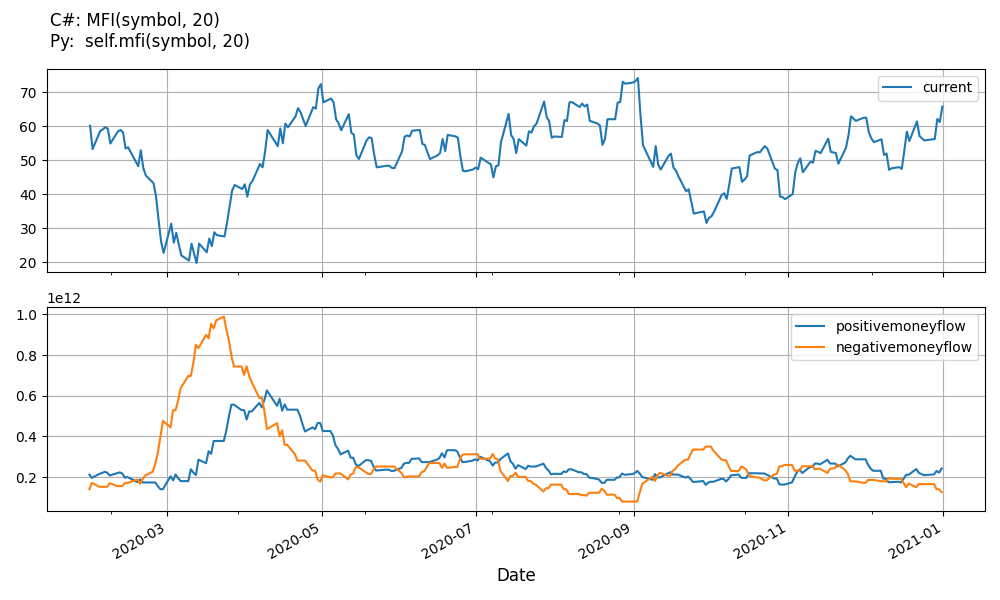 C#: MFI(symbol, 20)
Py:  self.mfi(symbol, 20)
current
70
60
50
40
30
20
1e12
positivemoneyflow
negativemoneyflow
1.0
0.8
0.6
0.4
0.2
2020-03
2020-05
2020-07
2020-09
2020-11
2021-01
Date